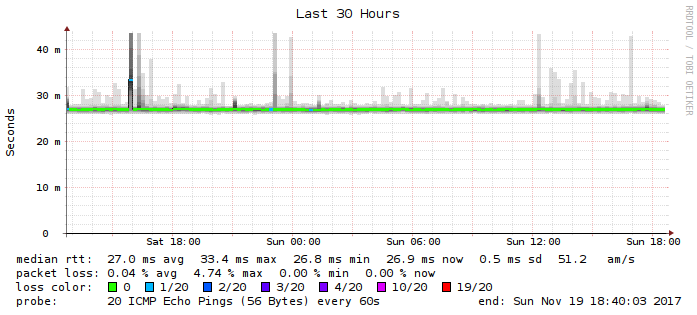 Last 30 Hours
RRDTOOL / TOBI OETIKER
Seconds
40 m
30 m
20 m
10 m
0
Sat 18:00 Sun 00:00 Sun 06:00 Sun 12:00 Sun 18:00
median rtt: 27.0 ms avg 33.4 ms max 26.8 ms min 26.9 ms now 0.5 ms sd 51.2 am/s
packet loss: 0.04 % avg 4.74 % max 0.00 % min 0.00 % now
loss color: 0 1/20 2/20 3/20 4/20 10/20 19/20
probe: 20 ICMP Echo Pings (56 Bytes) every 60s end: Sun Nov 19 18:40:03 2017